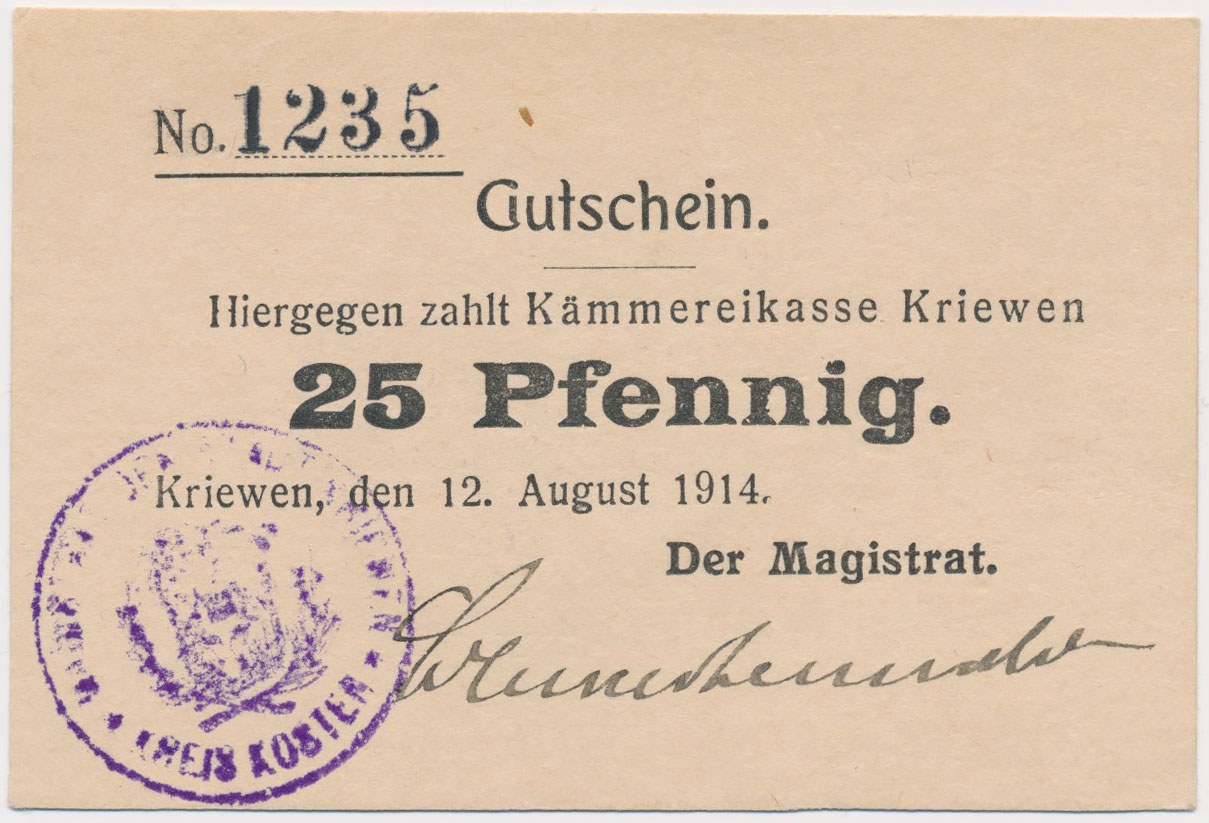 No. 1235
Gutschein.
Hiergegen zahlt Kämmereikasse Kriewen
25 Pfennig.
Kriewen, den 12. August 1914.
Der Magistrat.
KREIS KOSTEN